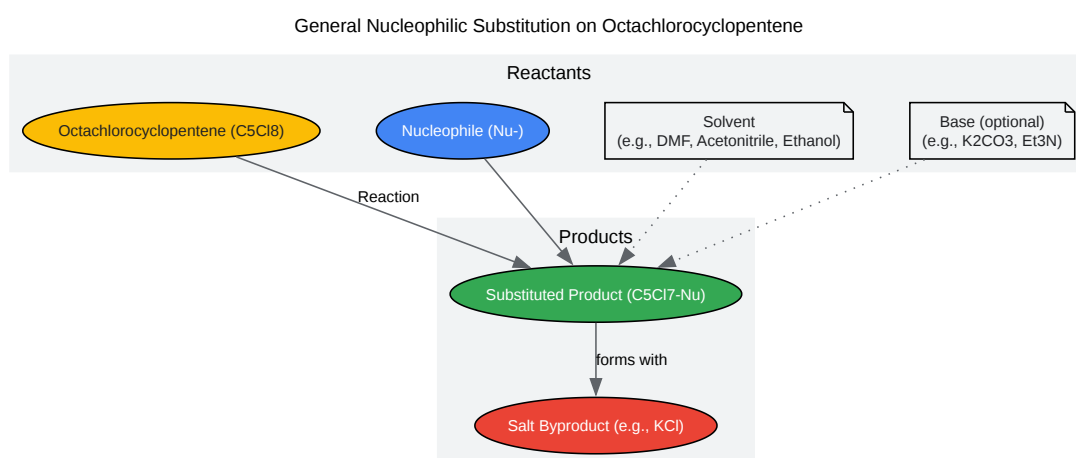 General Nucleophilic Substitution on Octachlorocyclopentene
Reactants
Octachlorocyclopentene (C5Cl8)
Nucleophile (Nu-)
Solvent
(e.g., DMF, Acetonitrile, Ethanol)
Base (optional)
(e.g., K2CO3, Et3N)
Reaction
Products
Substituted Product (C5Cl7-Nu)
forms with
Salt Byproduct (e.g., KCl)